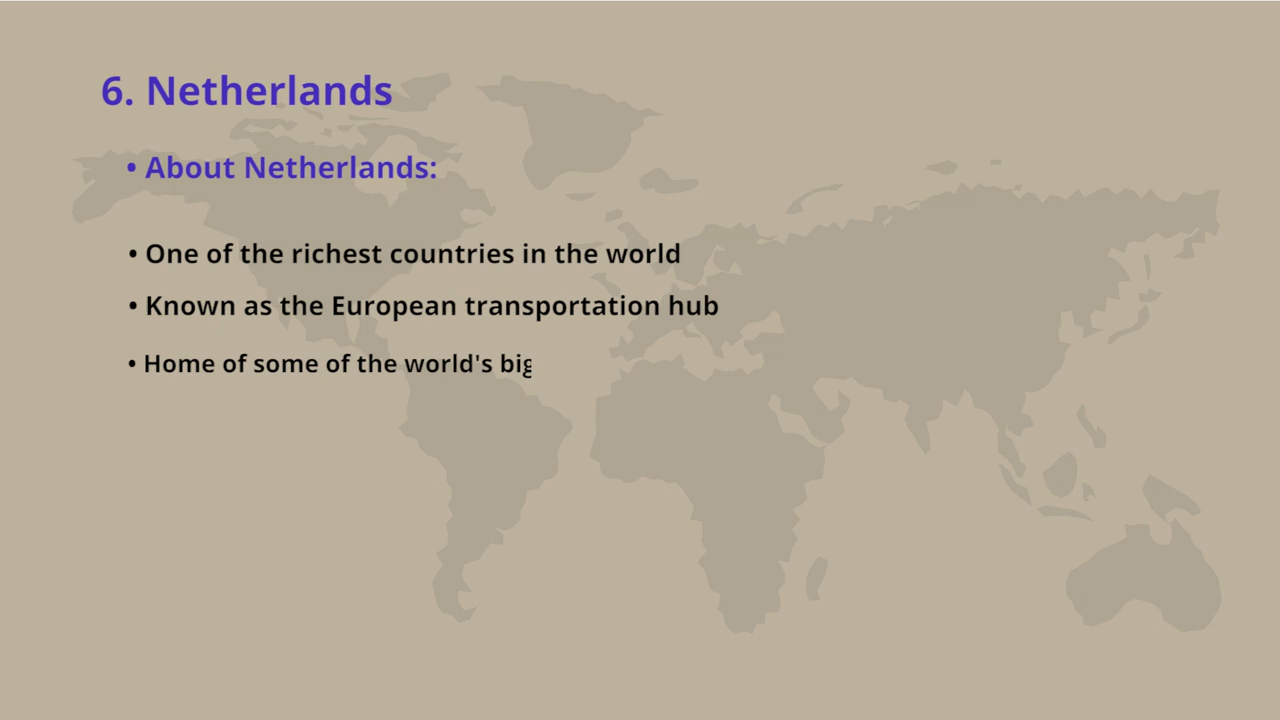 6. Netherlands
• About Netherlands:
• One of the richest countries in the world
• Known as the European transportation hub
• Home of some of the world's big